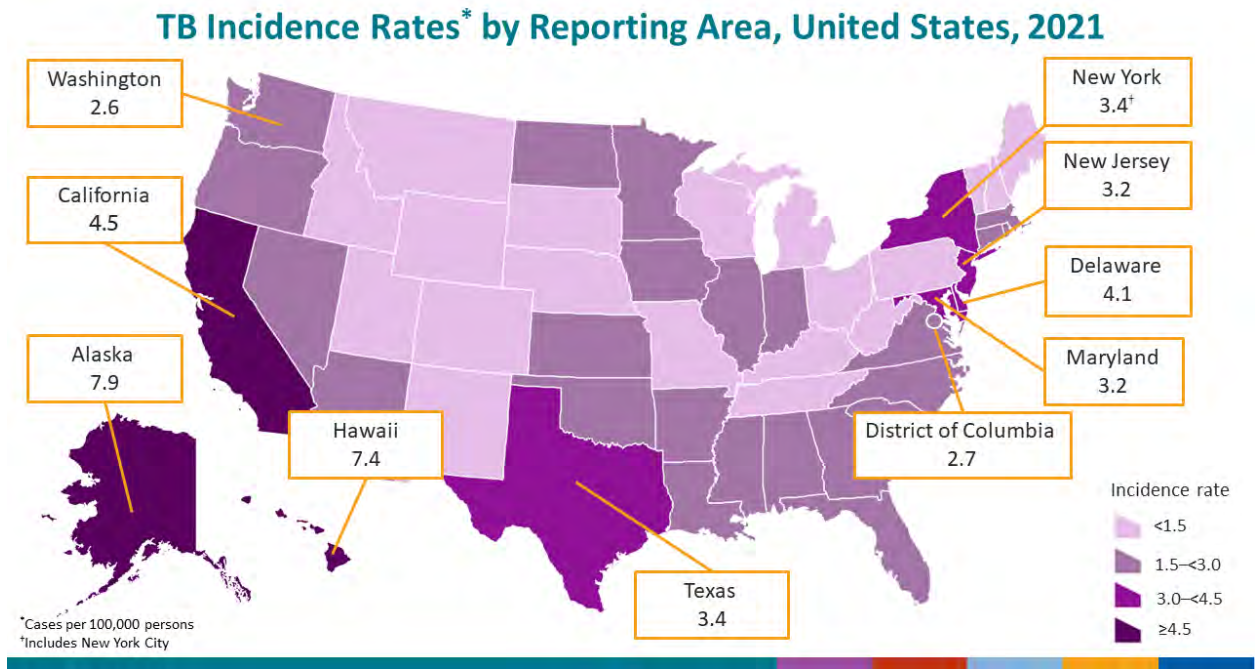 TB Incidence Rates* by Reporting Area, United States, 2021
Washington
2.6
New York
3.4†
New Jersey
3.2
California
4.5
Delaware
4.1
Alaska
7.9
Maryland
3.2
Hawaii
7.4
District of Columbia
2.7
Texas
3.4
Incidence rate
<1.5
1.5–<3.0
3.0–<4.5
≥4.5
*Cases per 100,000 persons
†Includes New York City